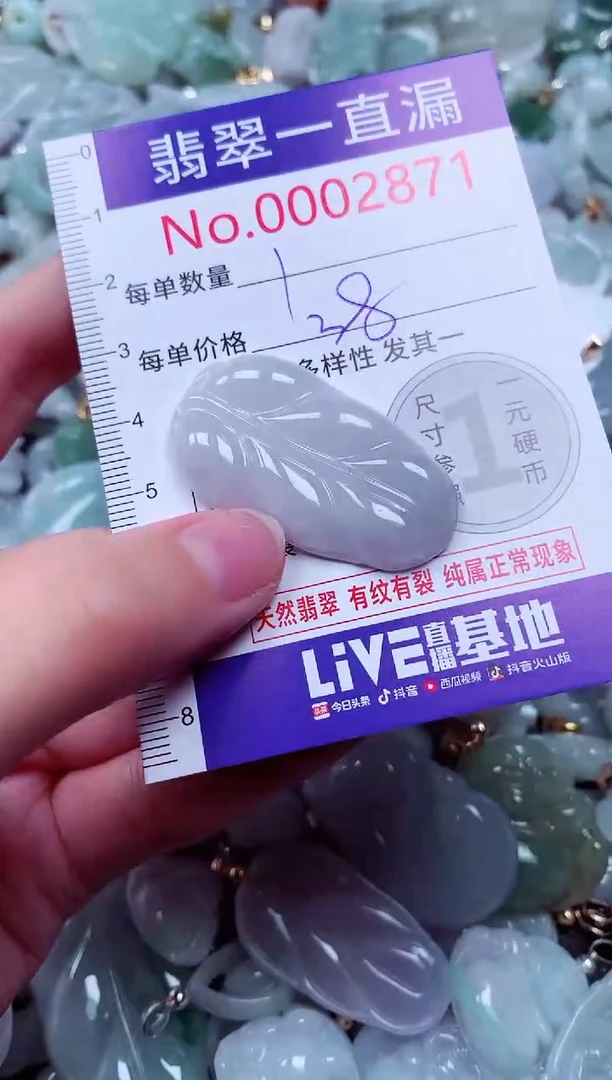 翡翠一直漏
No.0002871
每单数量 1
每单价格 28
多样性 发其一
一元硬币
尺寸参
1
天然翡翠 有纹有裂 纯属正常现象
LiVE直播基地
头条 今日头条 抖音 西瓜视频 抖音火山版
0
1
2
3
4
5
8